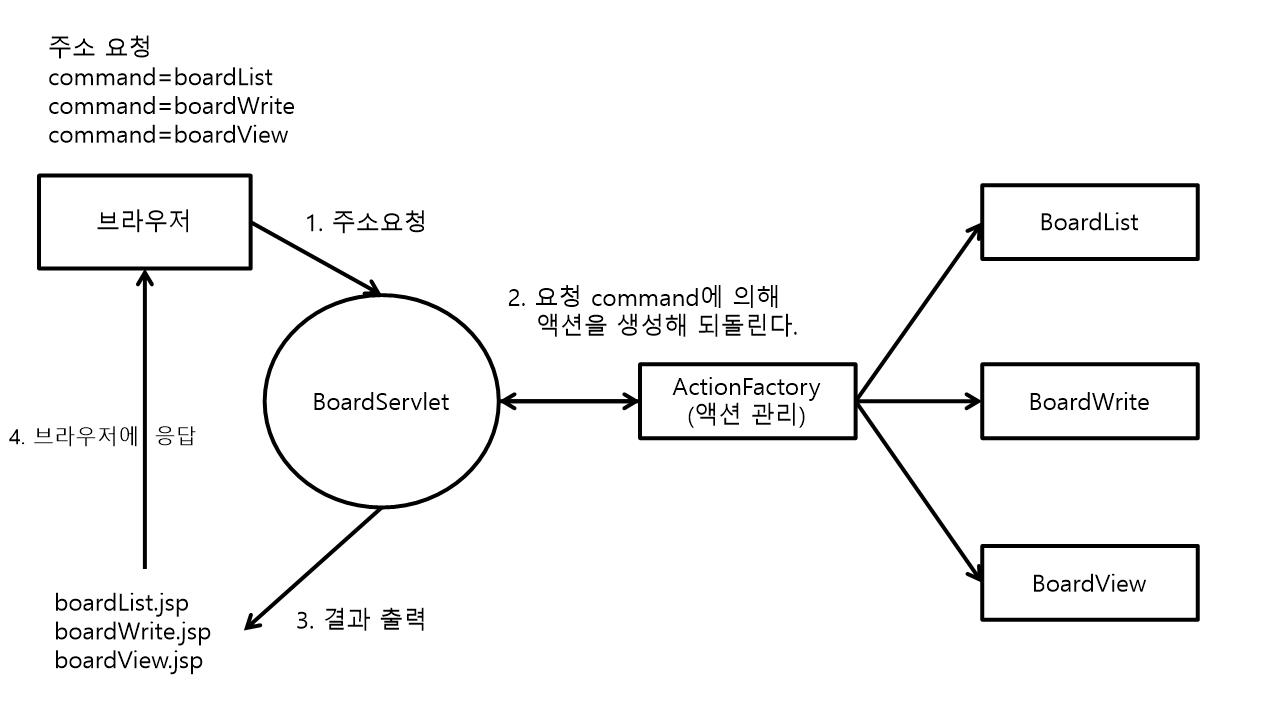 주소 요청
command=boardList
command=boardWrite
command=boardView
브라우저
1. 주소요청
BoardList
2. 요청 command에 의해
액션을 생성해 되돌린다.
BoardServlet
ActionFactory
(액션 관리)
BoardWrite
4. 브라우저에 응답
BoardView
boardList.jsp
boardWrite.jsp
boardView.jsp
3. 결과 출력